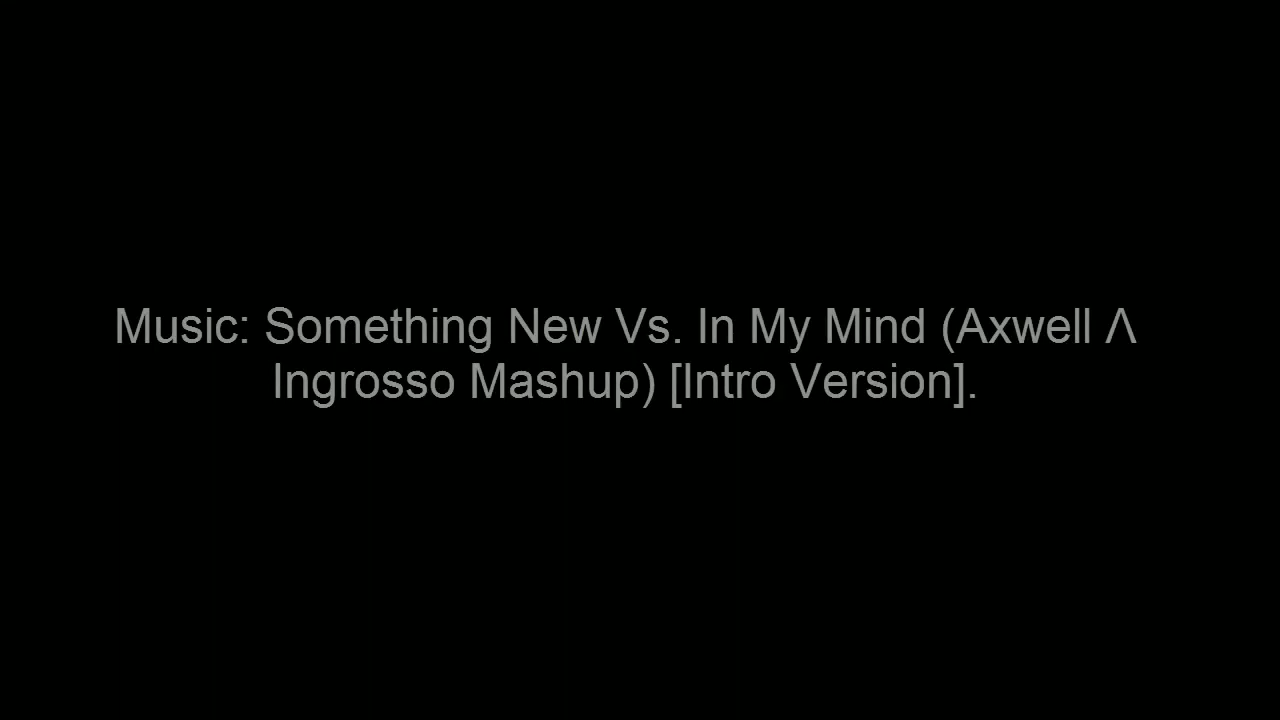 Music: Something New Vs. In My Mind (Axwell Λ
Ingrosso Mashup) [Intro Version].